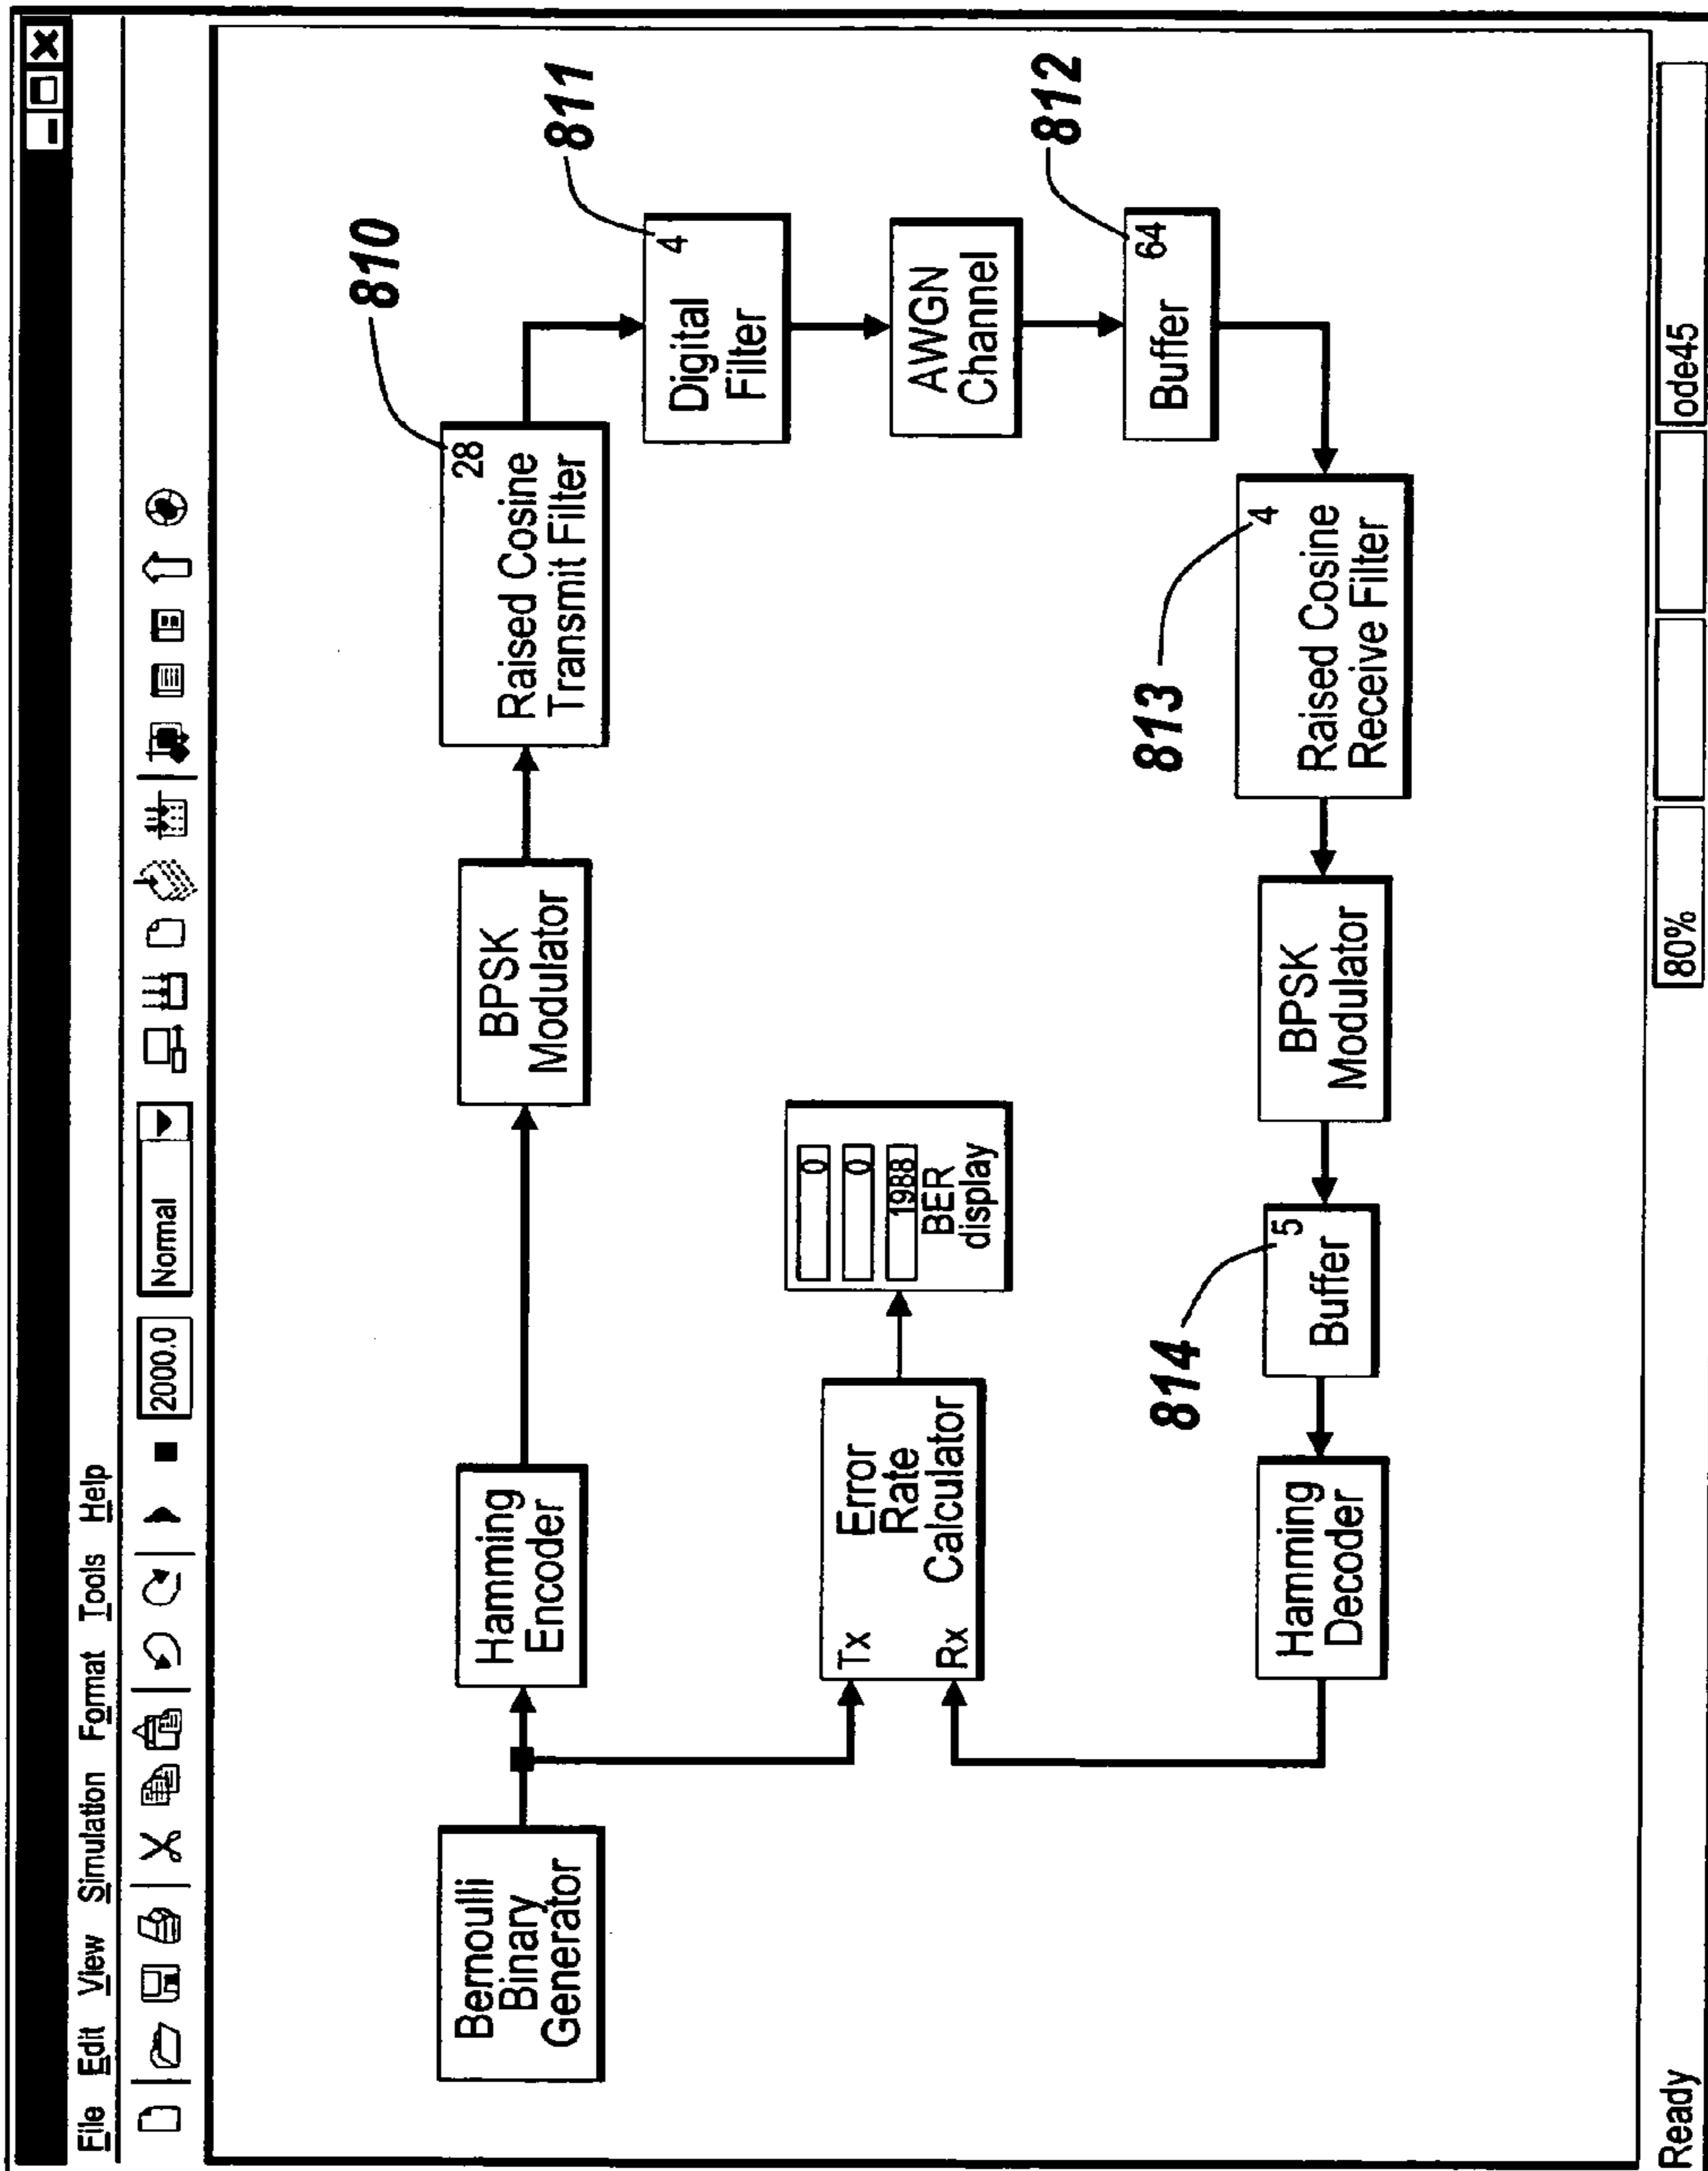 File Edit View Simulation Format Tools Help
2000.0 Normal
810
28
Raised Cosine
Transmit Filter
BPSK
Modulator
Hamming
Encoder
Bernoulli
Binary
Generator
811
4
Digital
Filter
AWGN
Channel
812
64
Buffer
Tx
Rx
Error
Rate
Calculator
0
0
1988
BER
display
813
4
Raised Cosine
Receive Filter
BPSK
Modulator
814
5
Buffer
Hamming
Decoder
Ready 80% ode45